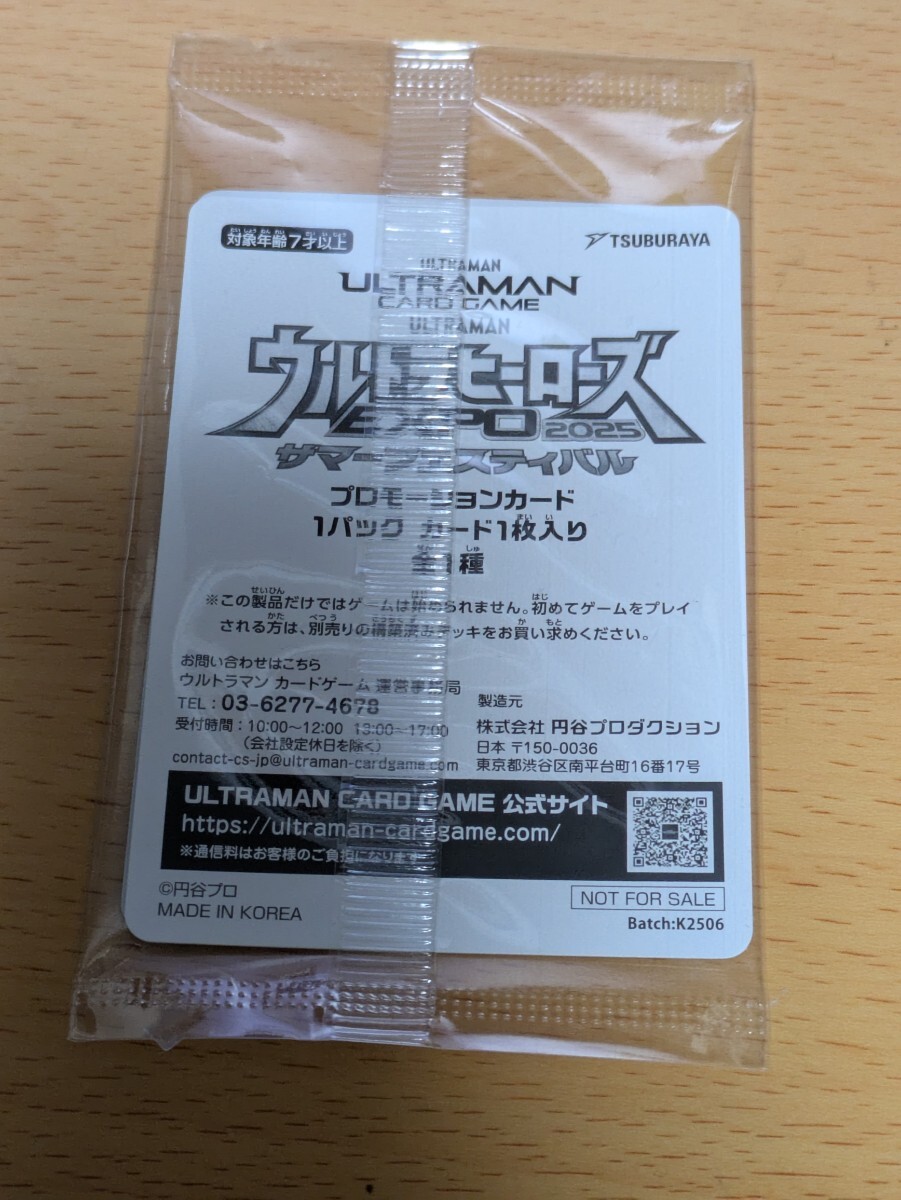 対象年齢7才以上
TSUBURAYA
ULTRAMAN
ULTRAMAN
CARD GAME
ULTRAMAN
ウルトラヒーローズ
EXPO 2025
サマーフェスティバル
プロモーションカード
1パック カード1枚入り
全1種
※この製品だけではゲームは始められません。初めてゲームをプレイ
される方は、別売りの構築済みデッキをお買い求めください。
お問い合わせはこちら
ウルトラマン カードゲーム 運営事務局
TEL:03-6277-4678
受付時間:10:00~12:00 13:00~17:00
(会社設定休日を除く)
contact-cs-jp@ultraman-cardgame.com
製造元
株式会社 円谷プロダクション
日本 〒150-0036
東京都渋谷区南平台町16番17号
ULTRAMAN CARD GAME 公式サイト
https://ultraman-cardgame.com/
※通信料はお客様のご負担になります
©円谷プロ
MADE IN KOREA
NOT FOR SALE
Batch:K2506